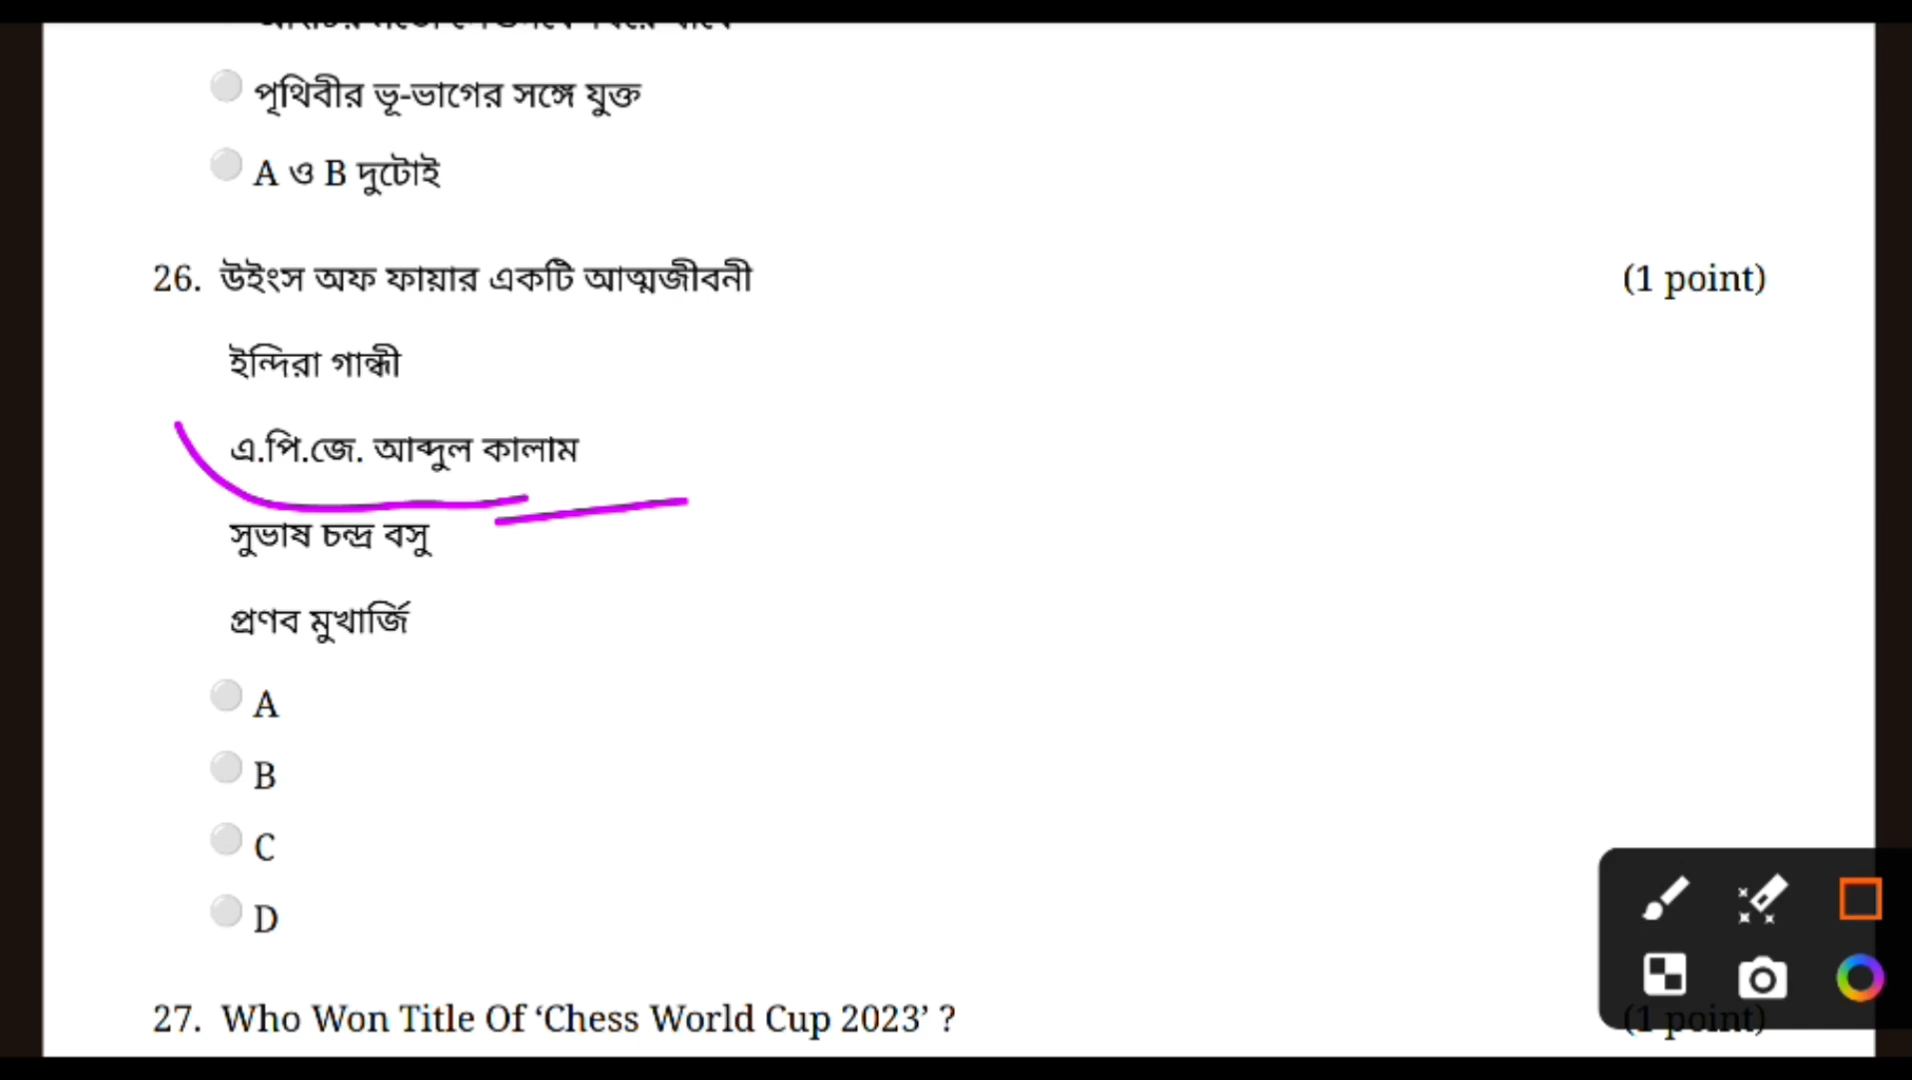 পৃথিবীর ভূ-ভাগের সঙ্গে যুক্ত
A ও B দুটোই
26. উইংস অফ ফায়ার একটি আত্মজীবনী (1 point)
ইন্দিরা গান্ধী
এ.পি.জে. আব্দুল কালাম
সুভাষ চন্দ্র বসু
প্রণব মুখার্জি
A
B
C
D
27. Who Won Title Of ‘Chess World Cup 2023’ ? (1 point)